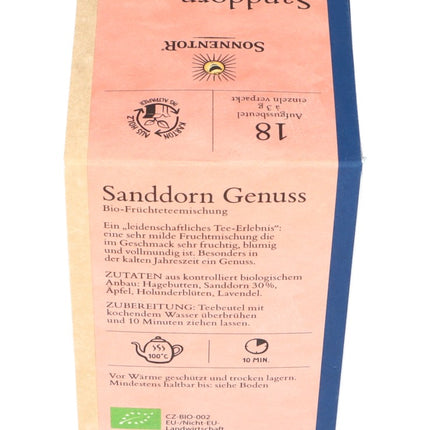 Sanddorn
SONNENTOR
18
Aufgussbeutel
à 3 g
einzeln verpackt
KARTON
AUS HOLZ
Sanddorn Genuss
Bio-Früchteteemischung
Ein „leidenschaftliches Tee-Erlebnis“:
eine sehr milde Fruchtmischung die
im Geschmack sehr fruchtig, blumig
und vollmundig ist. Besonders in
der kalten Jahreszeit ein Genuss.
ZUTATEN aus kontrolliert biologischem
Anbau: Hagebutten, Sanddorn 30%,
Äpfel, Holunderblüten, Lavendel.
ZUBEREITUNG: Teebeutel mit
kochendem Wasser überbrühen
und 10 Minuten ziehen lassen.
100°C
10 MIN.
Vor Wärme geschützt und trocken lagern.
Mindestens haltbar bis: siehe Boden
CZ-BIO-002
EU-/Nicht-EU-
Landwirtschaft